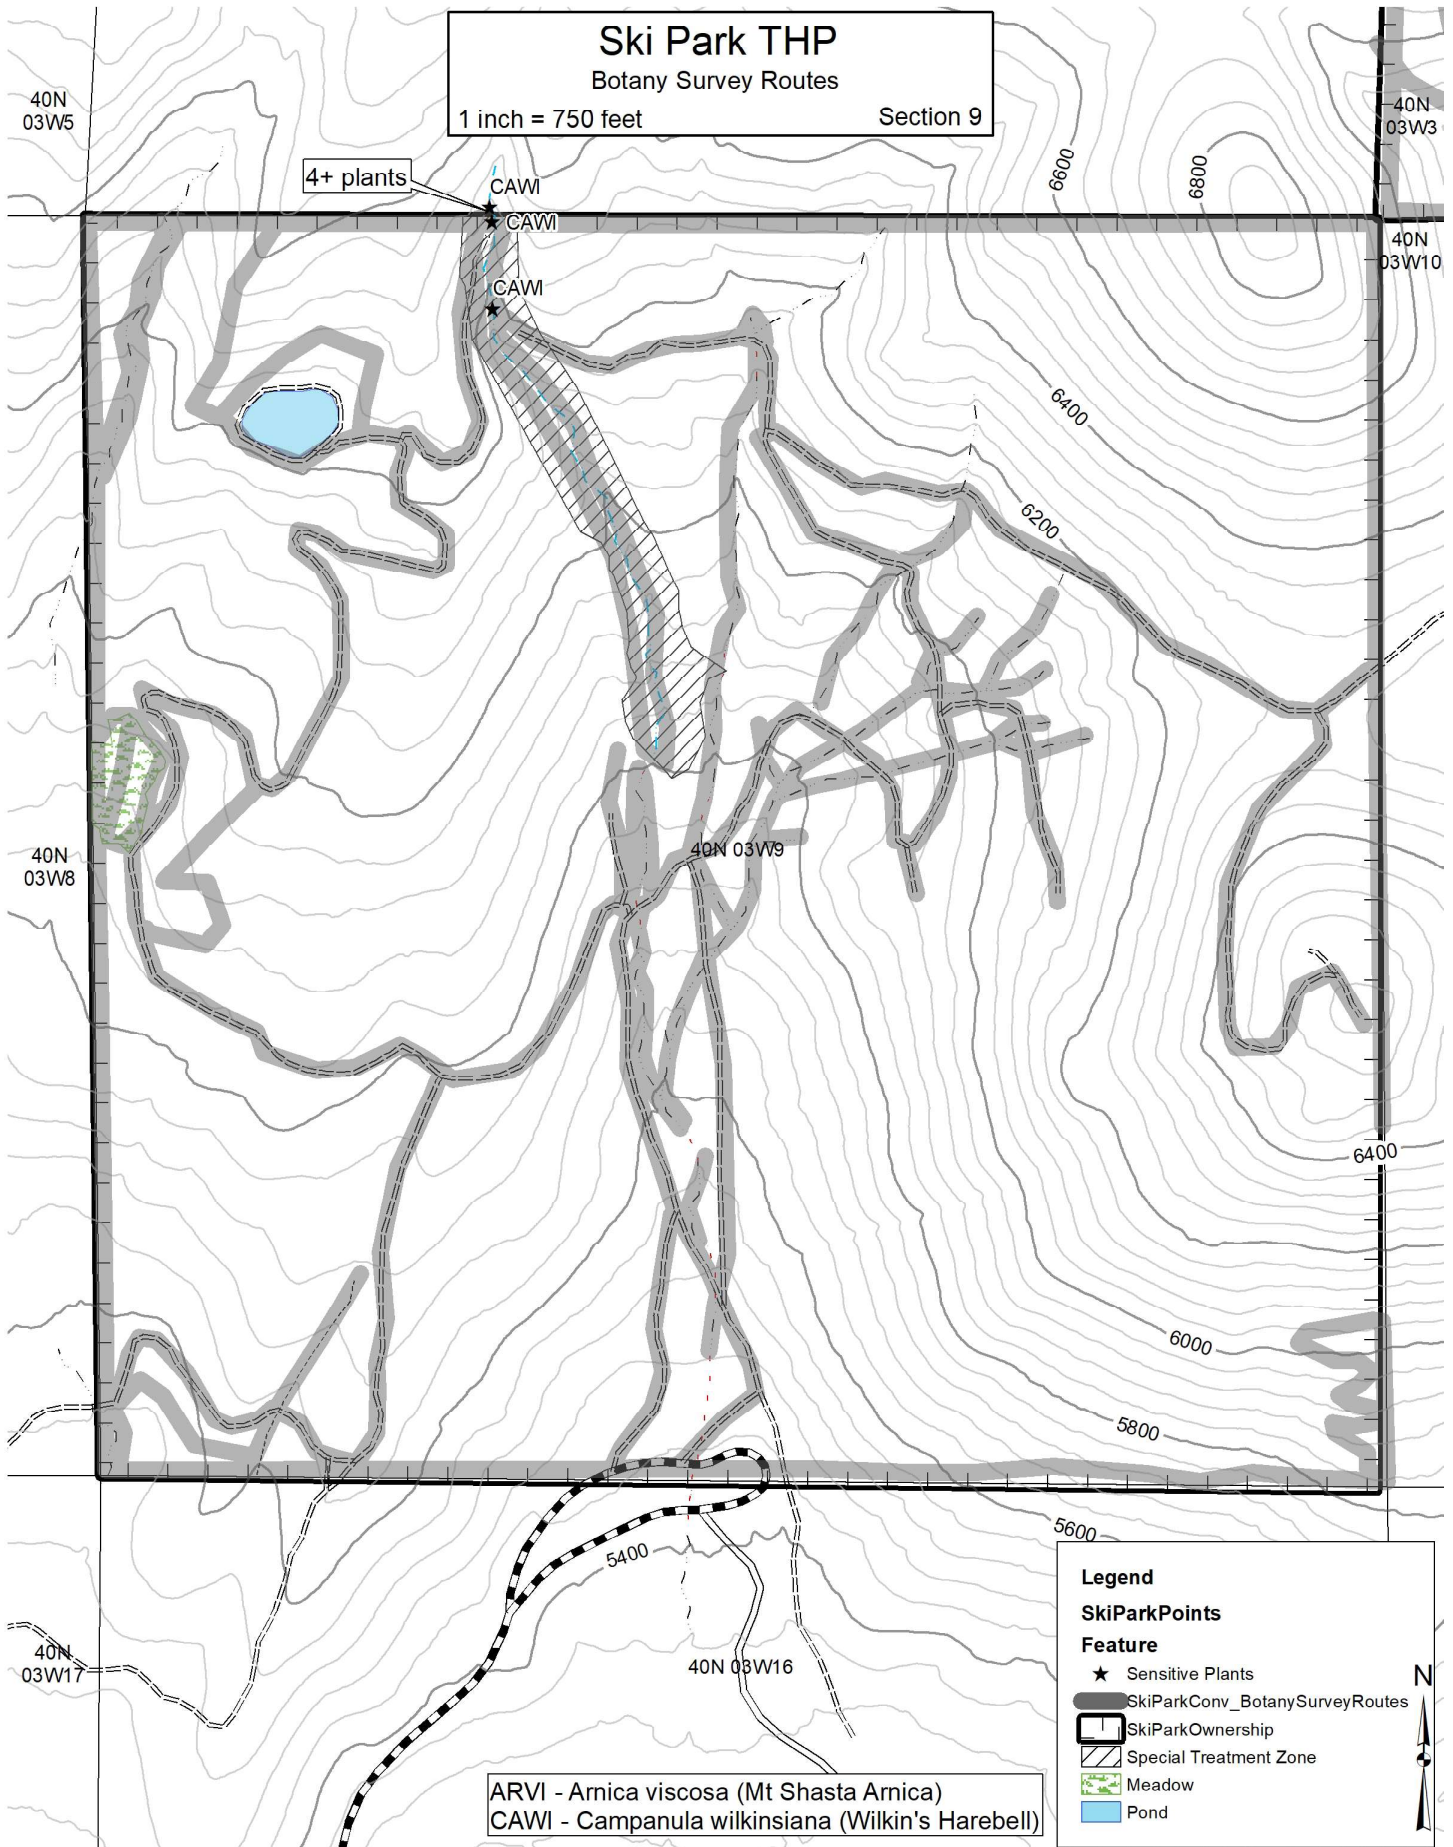 Ski Park THP
Botany Survey Routes
1 inch = 750 feet
Section 9
40N
03W5
40N
03W3
4+ plants
CAWI
CAWI
CAWI
6600
6800
40N
03W10
6400
6200
40N
03W8
40N 03W9
6400
6000
5800
5600
5400
40N
03W17
40N 03W16
Legend
SkiParkPoints
Feature
Sensitive Plants
SkiParkConv_BotanySurveyRoutes
SkiParkOwnership
Special Treatment Zone
Meadow
Pond
N
ARVI - Arnica viscosa (Mt Shasta Arnica)
CAWI - Campanula wilkinsiana (Wilkin's Harebell)